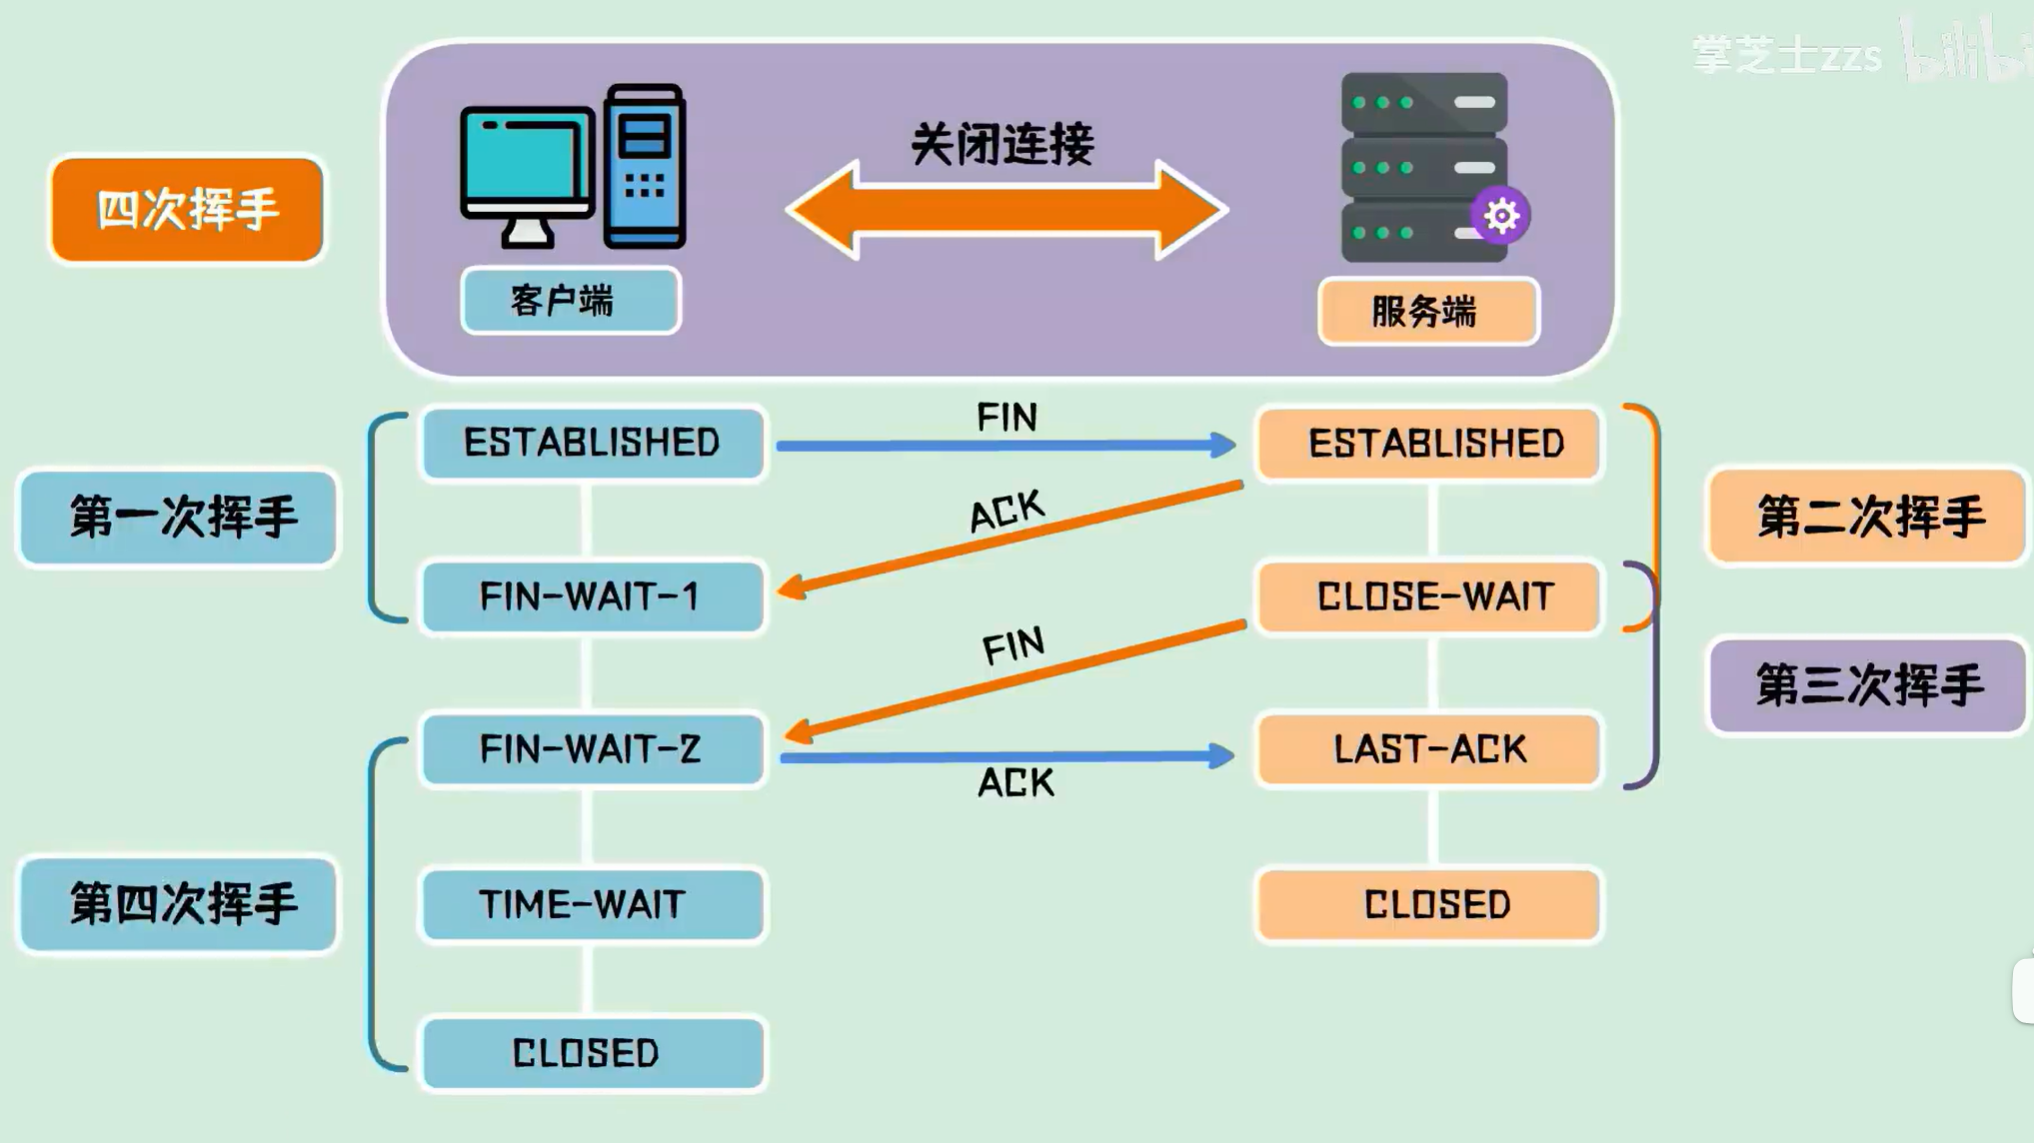 掌芝士zzs bilibi
四次挥手
关闭连接
客户端
服务端
第一次挥手
ESTABLISHED
FIN
ESTABLISHED
ACK
第二次挥手
FIN-WAIT-1
CLOSE-WAIT
FIN
第三次挥手
FIN-WAIT-2
ACK
LAST-ACK
第四次挥手
TIME-WAIT
CLOSED
CLOSED